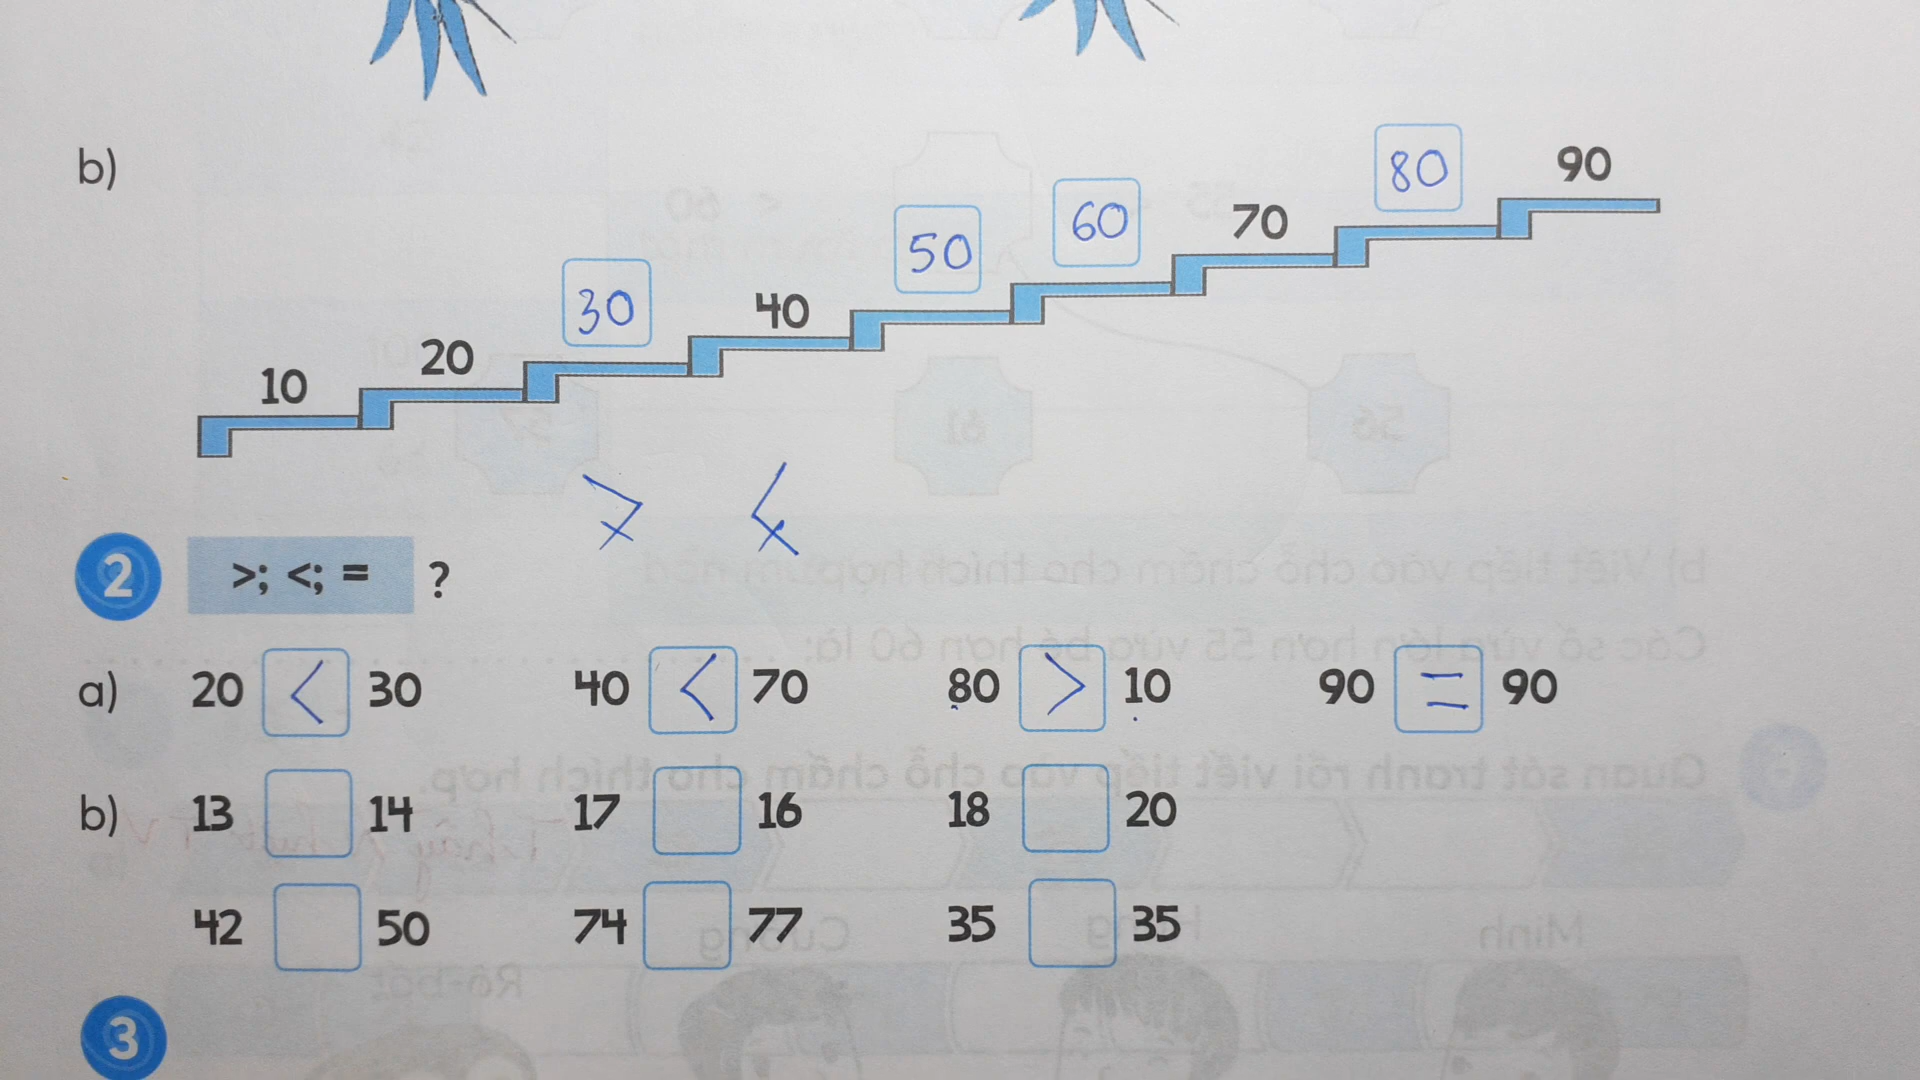 b)
10 20 30 40 50 60 70 80 90
> <
2 >; <; = ?
a) 20 < 30 40 < 70 80 > 10 90 = 90
b) 13 14 17 16 18 20
42 50 74 77 35 35
3